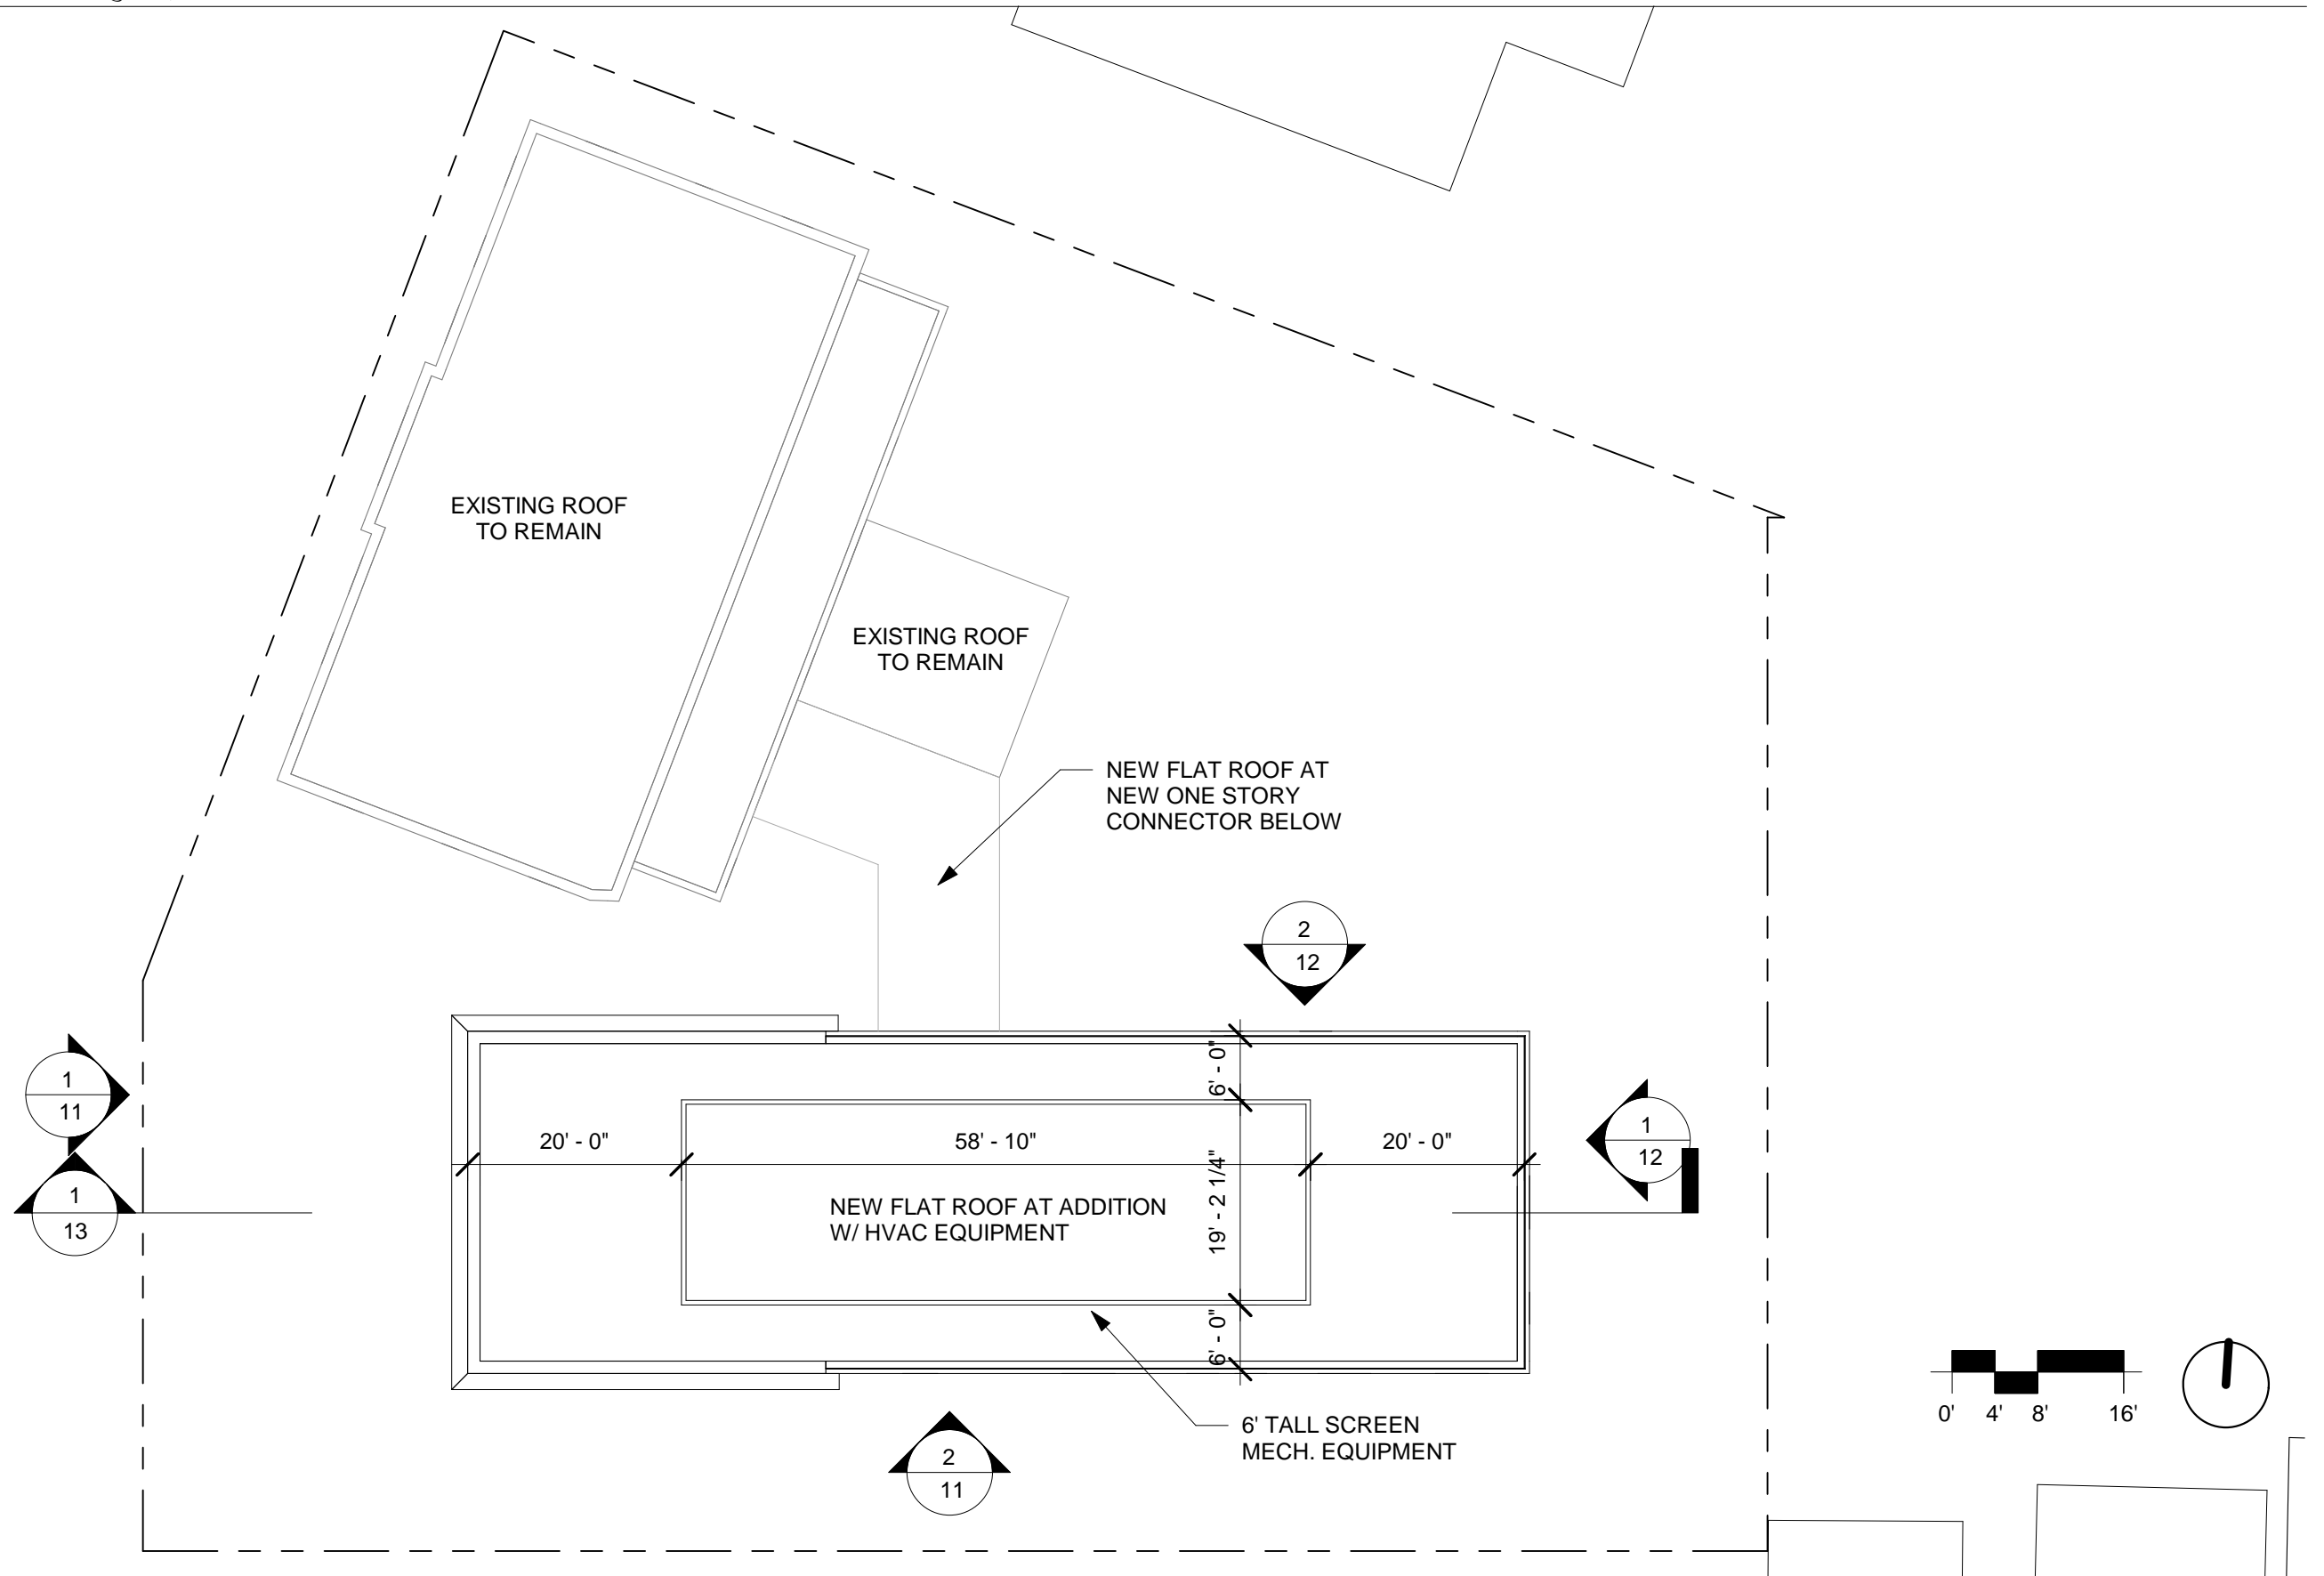 EXISTING ROOF
TO REMAIN
EXISTING ROOF
TO REMAIN
NEW FLAT ROOF AT
NEW ONE STORY
CONNECTOR BELOW
2
12
1
11
1
13
6' - 0"
20' - 0"
58' - 10"
20' - 0"
1
12
19' - 2 1/4"
NEW FLAT ROOF AT ADDITION
W/ HVAC EQUIPMENT
6' - 0"
6' TALL SCREEN
MECH. EQUIPMENT
2
11
0' 4' 8' 16'